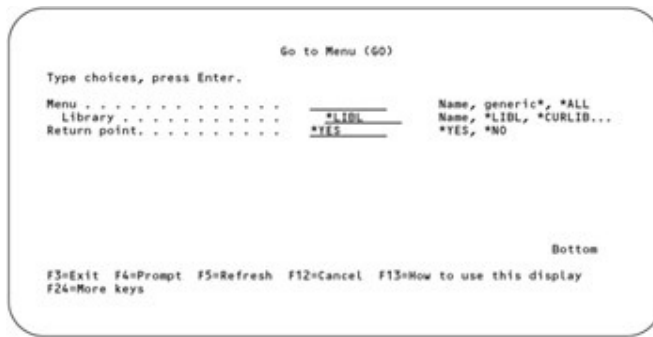 Go to Menu (GO)
Type choices, press Enter.
Menu . . . . . . . . . . . . . Name, generic*, *ALL
Library . . . . . . . . . . . *LIBL Name, *LIBL, *CURLIB...
Return point. . . . . . . . . . *YES *YES, *NO
Bottom
F3=Exit F4=Prompt F5=Refresh F12=Cancel F13=How to use this display
F24=More keys